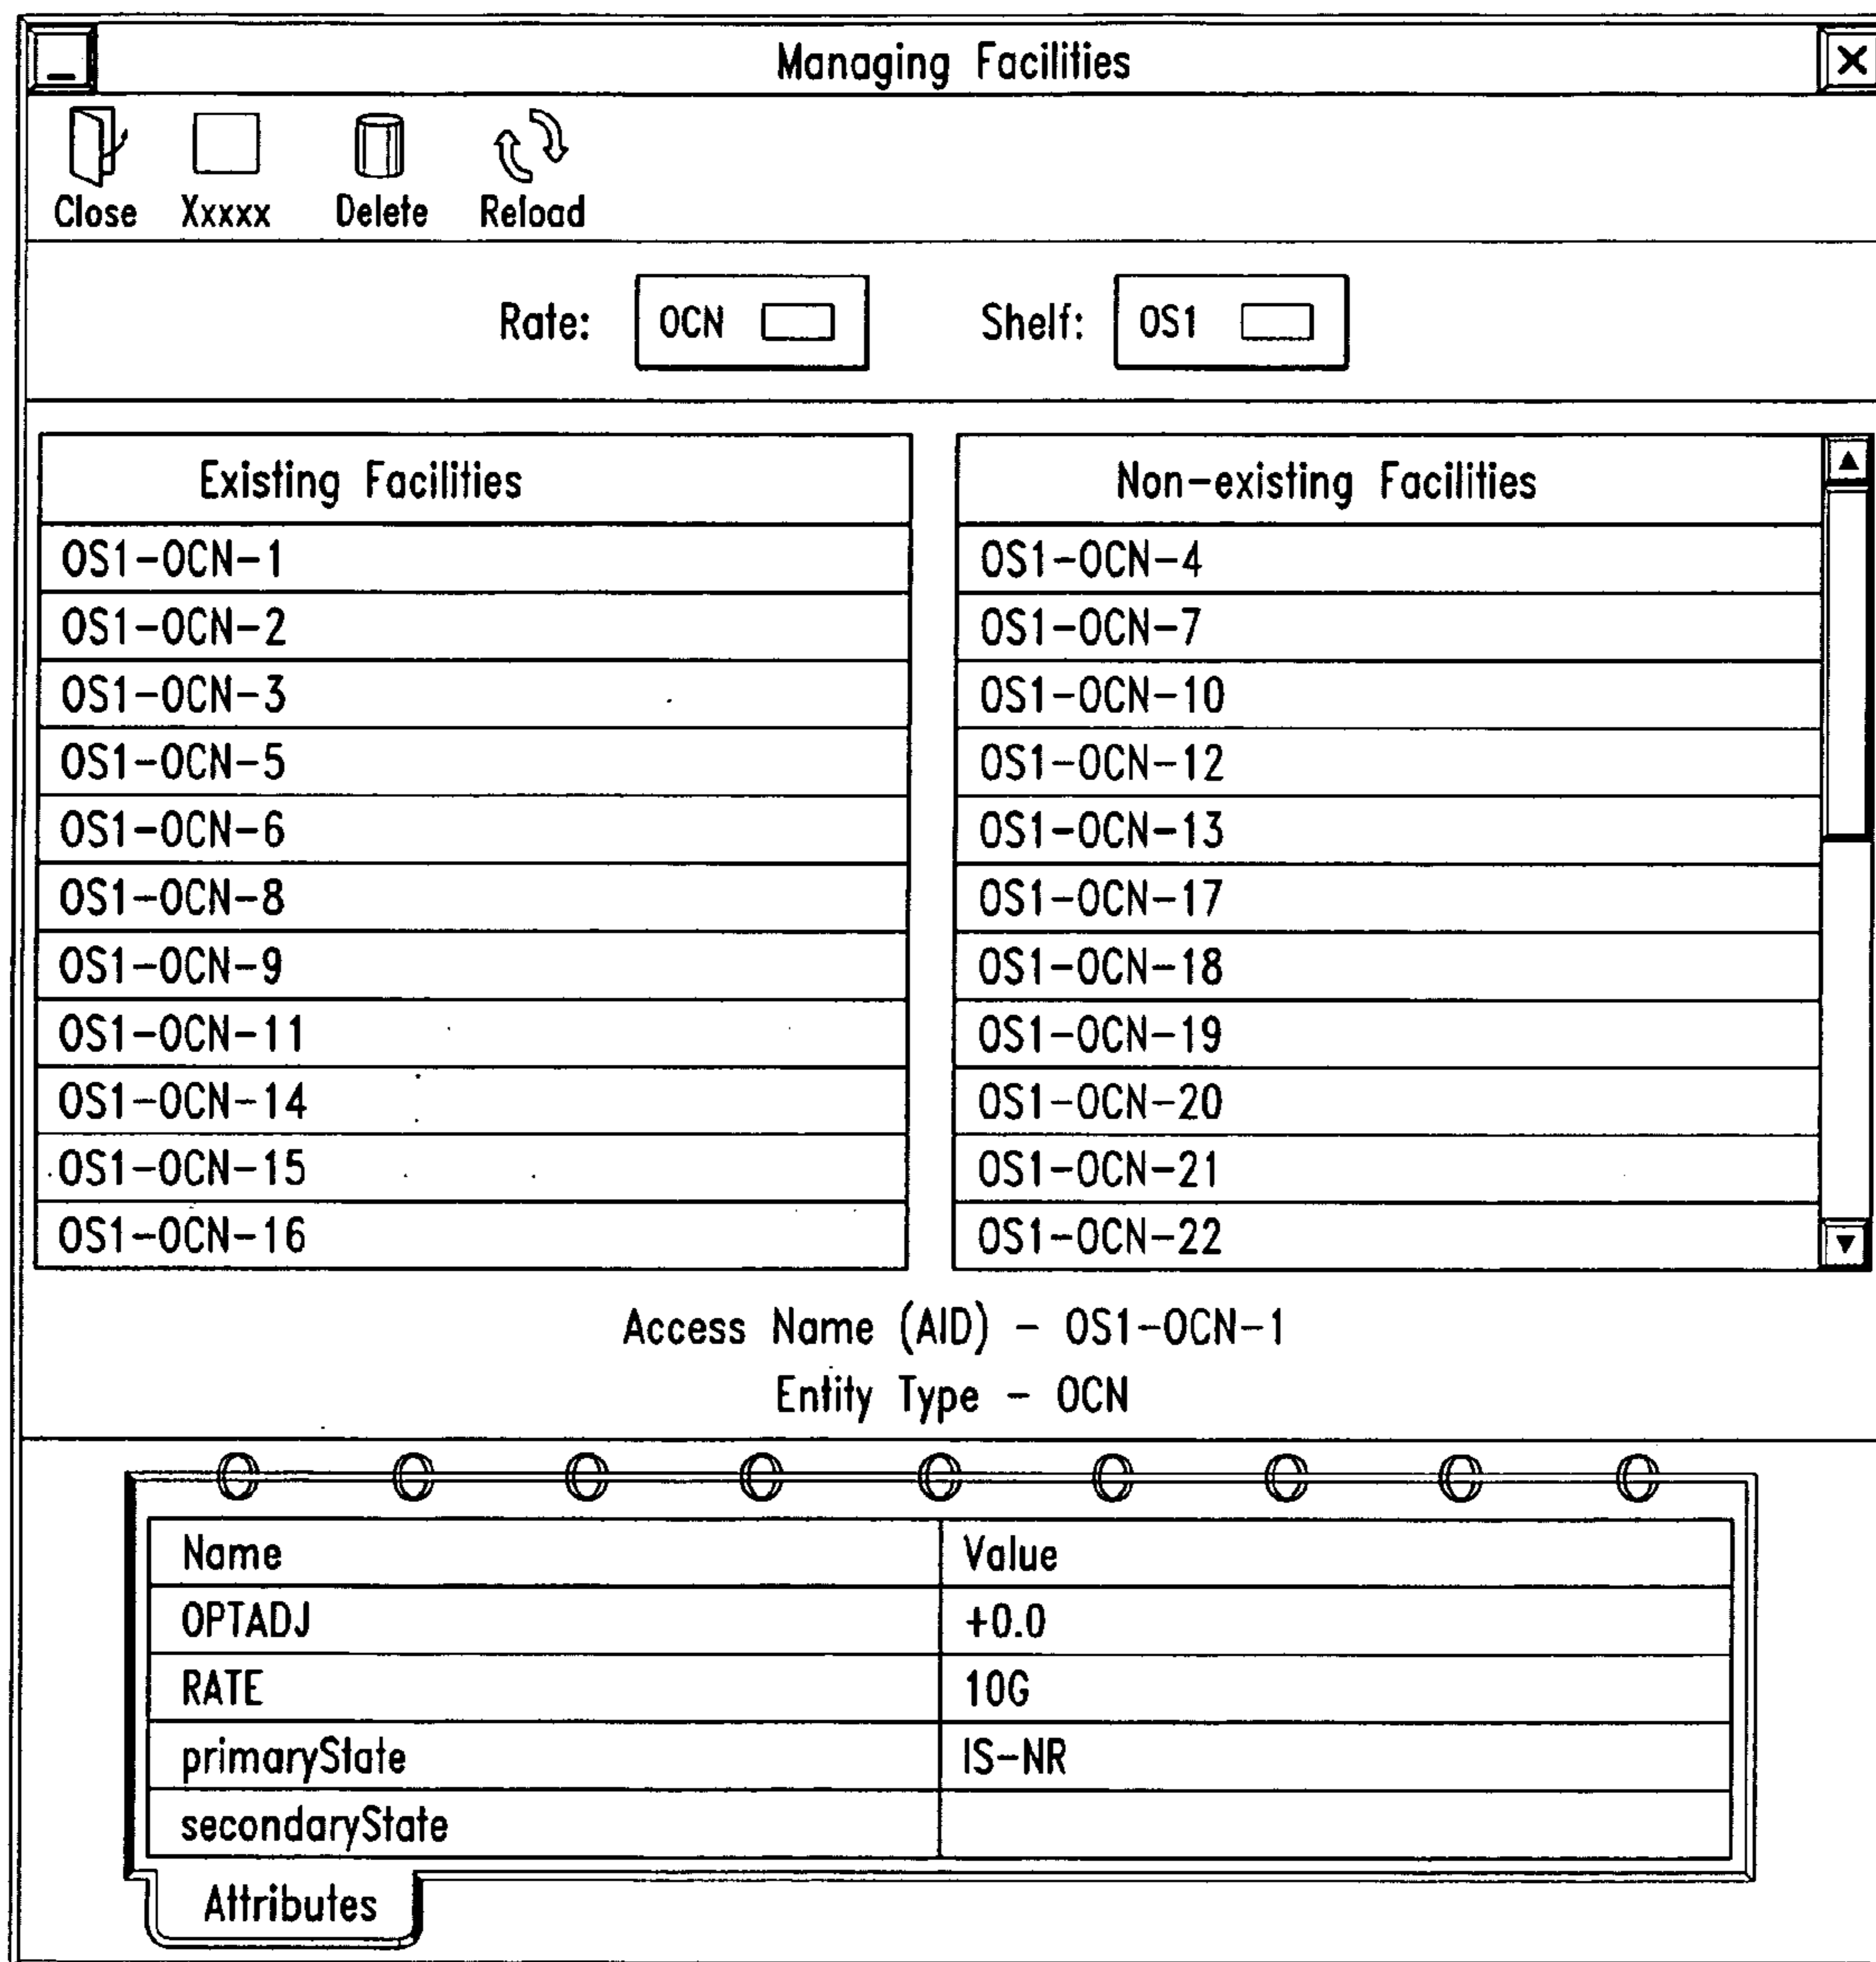 Managing Facilities
Close Xxxxx Delete Reload
Rate: OCN Shelf: OS1
Existing Facilities
OS1-OCN-1
OS1-OCN-2
OS1-OCN-3
OS1-OCN-5
OS1-OCN-6
OS1-OCN-8
OS1-OCN-9
OS1-OCN-11
OS1-OCN-14
OS1-OCN-15
OS1-OCN-16
Non-existing Facilities
OS1-OCN-4
OS1-OCN-7
OS1-OCN-10
OS1-OCN-12
OS1-OCN-13
OS1-OCN-17
OS1-OCN-18
OS1-OCN-19
OS1-OCN-20
OS1-OCN-21
OS1-OCN-22
Access Name (AID) - OS1-OCN-1
Entity Type - OCN
Name Value
OPTADJ +0.0
RATE 10G
primaryState IS-NR
secondaryState
Attributes